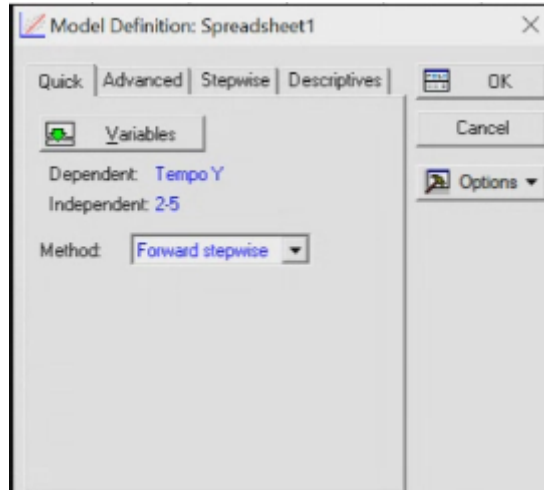 Model Definition: Spreadsheet1
Quick Advanced Stepwise Descriptives
OK
Variables
Cancel
Dependent: Tempo Y
Options
Independent: 2-5
Method: Forward stepwise